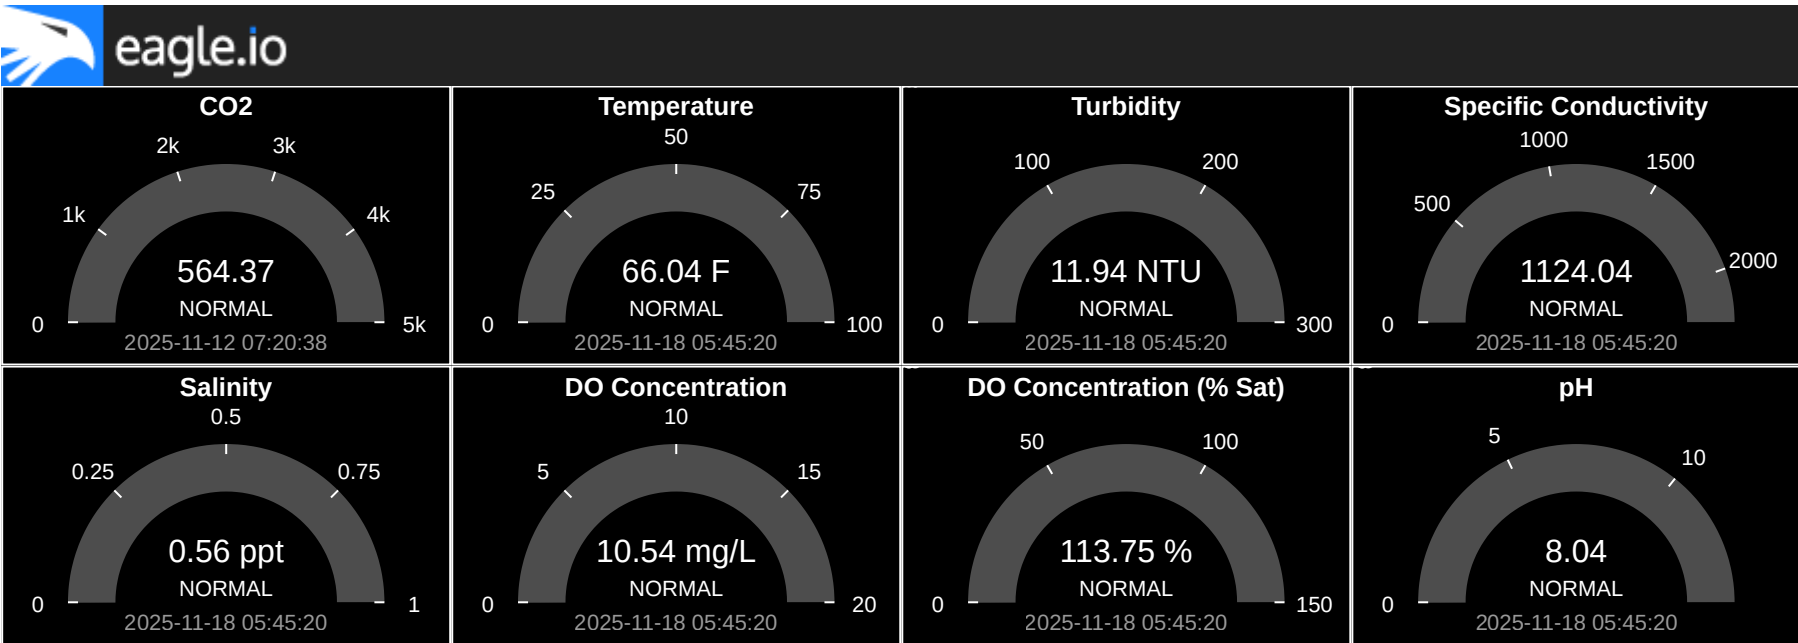 eagle.io
CO2
2k
3k
1k
4k
564.37
NORMAL
0
5k
2025-11-12 07:20:38
Temperature
50
25
75
66.04 F
NORMAL
0
100
2025-11-18 05:45:20
Turbidity
100
200
11.94 NTU
NORMAL
0
300
2025-11-18 05:45:20
Specific Conductivity
1000
1500
500
2000
1124.04
NORMAL
0
2025-11-18 05:45:20
Salinity
0.5
0.25
0.75
0.56 ppt
NORMAL
0
1
2025-11-18 05:45:20
DO Concentration
10
5
15
10.54 mg/L
NORMAL
0
20
2025-11-18 05:45:20
DO Concentration (% Sat)
50
100
113.75 %
NORMAL
0
150
2025-11-18 05:45:20
pH
5
10
8.04
NORMAL
0
2025-11-18 05:45:20